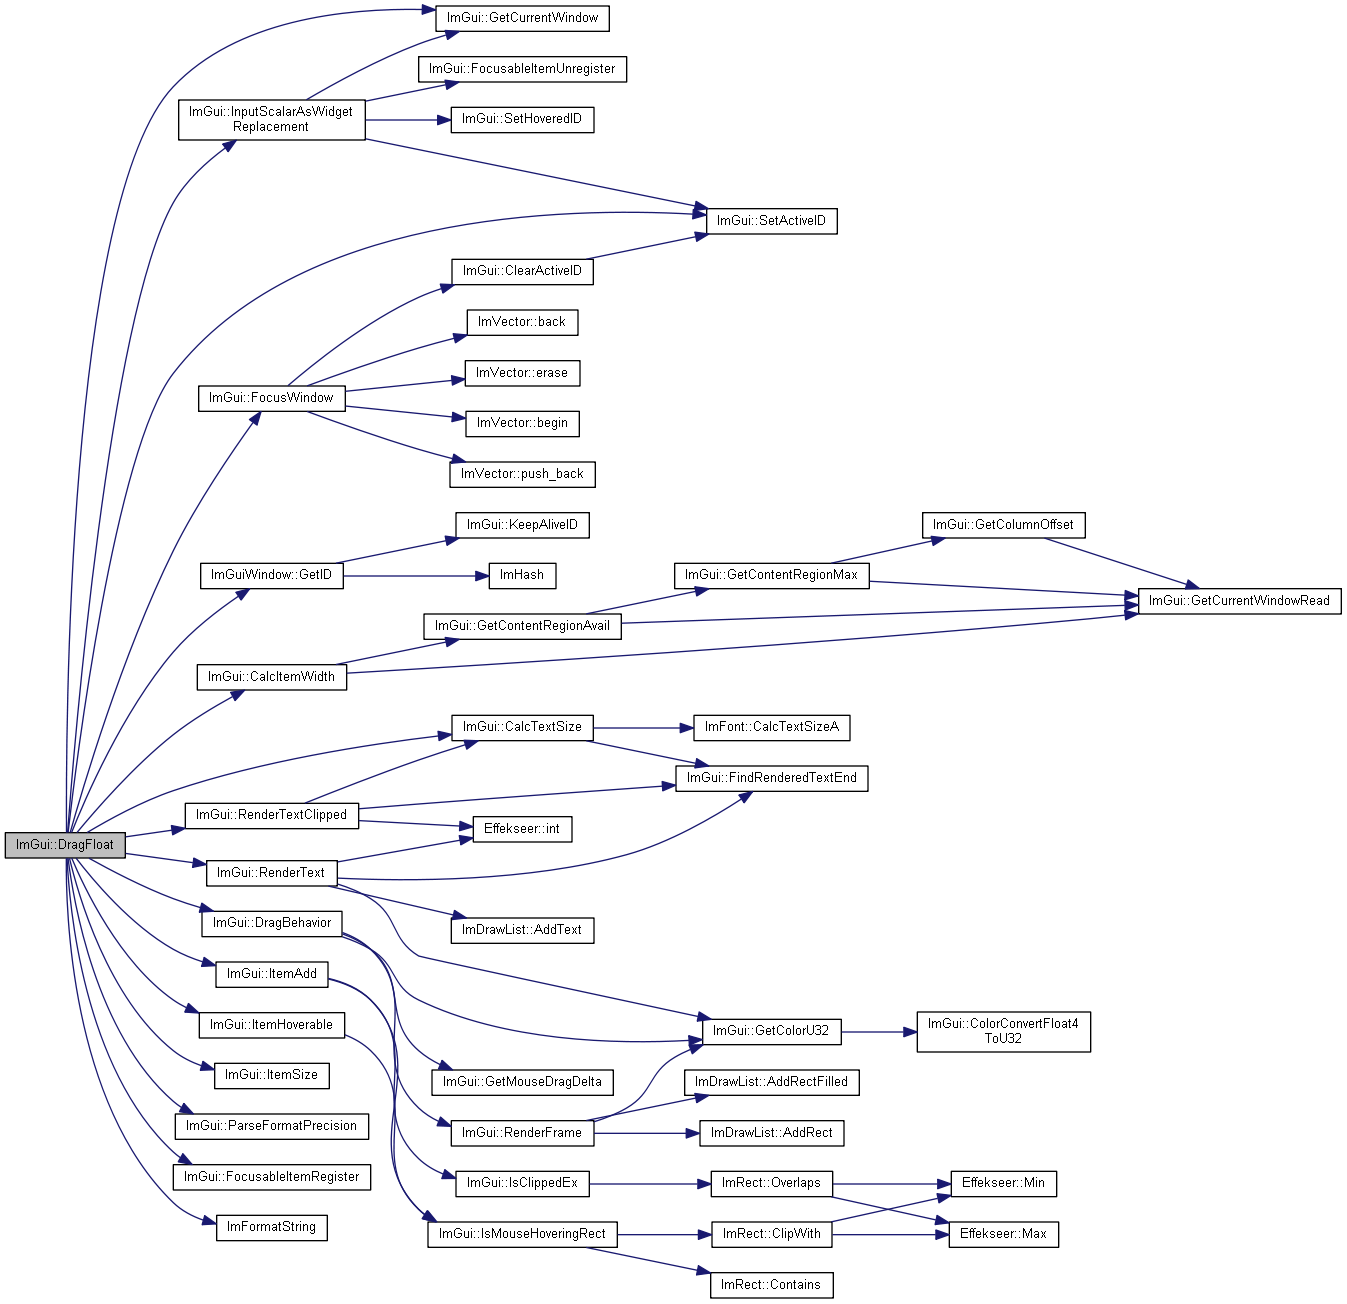 ImGui::GetCurrentWindow
ImGui::FocusableItemUnregister
ImGui::InputScalarAsWidget
Replacement
ImGui::SetHoveredID
ImGui::SetActiveID
ImGui::ClearActiveID
ImVector::back
ImVector::erase
ImGui::FocusWindow
ImVector::begin
ImVector::push_back
ImGui::KeepAliveID
ImGui::GetColumnOffset
ImGuiWindow::GetID
ImHash
ImGui::GetContentRegionMax
ImGui::GetCurrentWindowRead
ImGui::GetContentRegionAvail
ImGui::CalcItemWidth
ImGui::CalcTextSize
ImFont::CalcTextSizeA
ImGui::FindRenderedTextEnd
ImGui::RenderTextClipped
Effekseer::int
ImGui::DragFloat
ImGui::RenderText
ImGui::DragBehavior
ImDrawList::AddText
ImGui::ItemAdd
ImGui::ItemHoverable
ImGui::GetColorU32
ImGui::ColorConvertFloat4
ToU32
ImGui::ItemSize
ImGui::GetMouseDragDelta
ImDrawList::AddRectFilled
ImGui::ParseFormatPrecision
ImGui::RenderFrame
ImDrawList::AddRect
ImGui::FocusableItemRegister
ImGui::IsClippedEx
ImRect::Overlaps
Effekseer::Min
ImFormatString
ImGui::IsMouseHoveringRect
ImRect::ClipWith
Effekseer::Max
ImRect::Contains